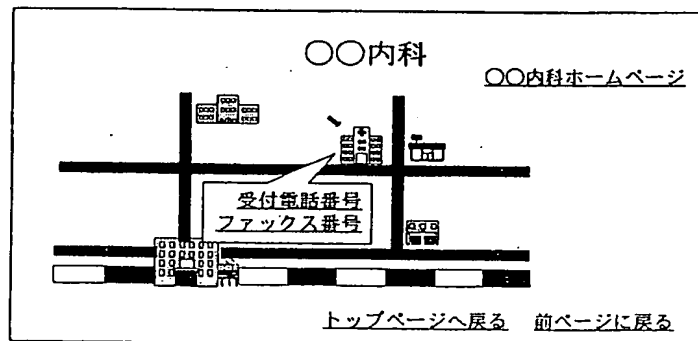 ○○内科
○○内科ホームページ
受付電話番号
ファックス番号
トップページへ戻る 前ページに戻る